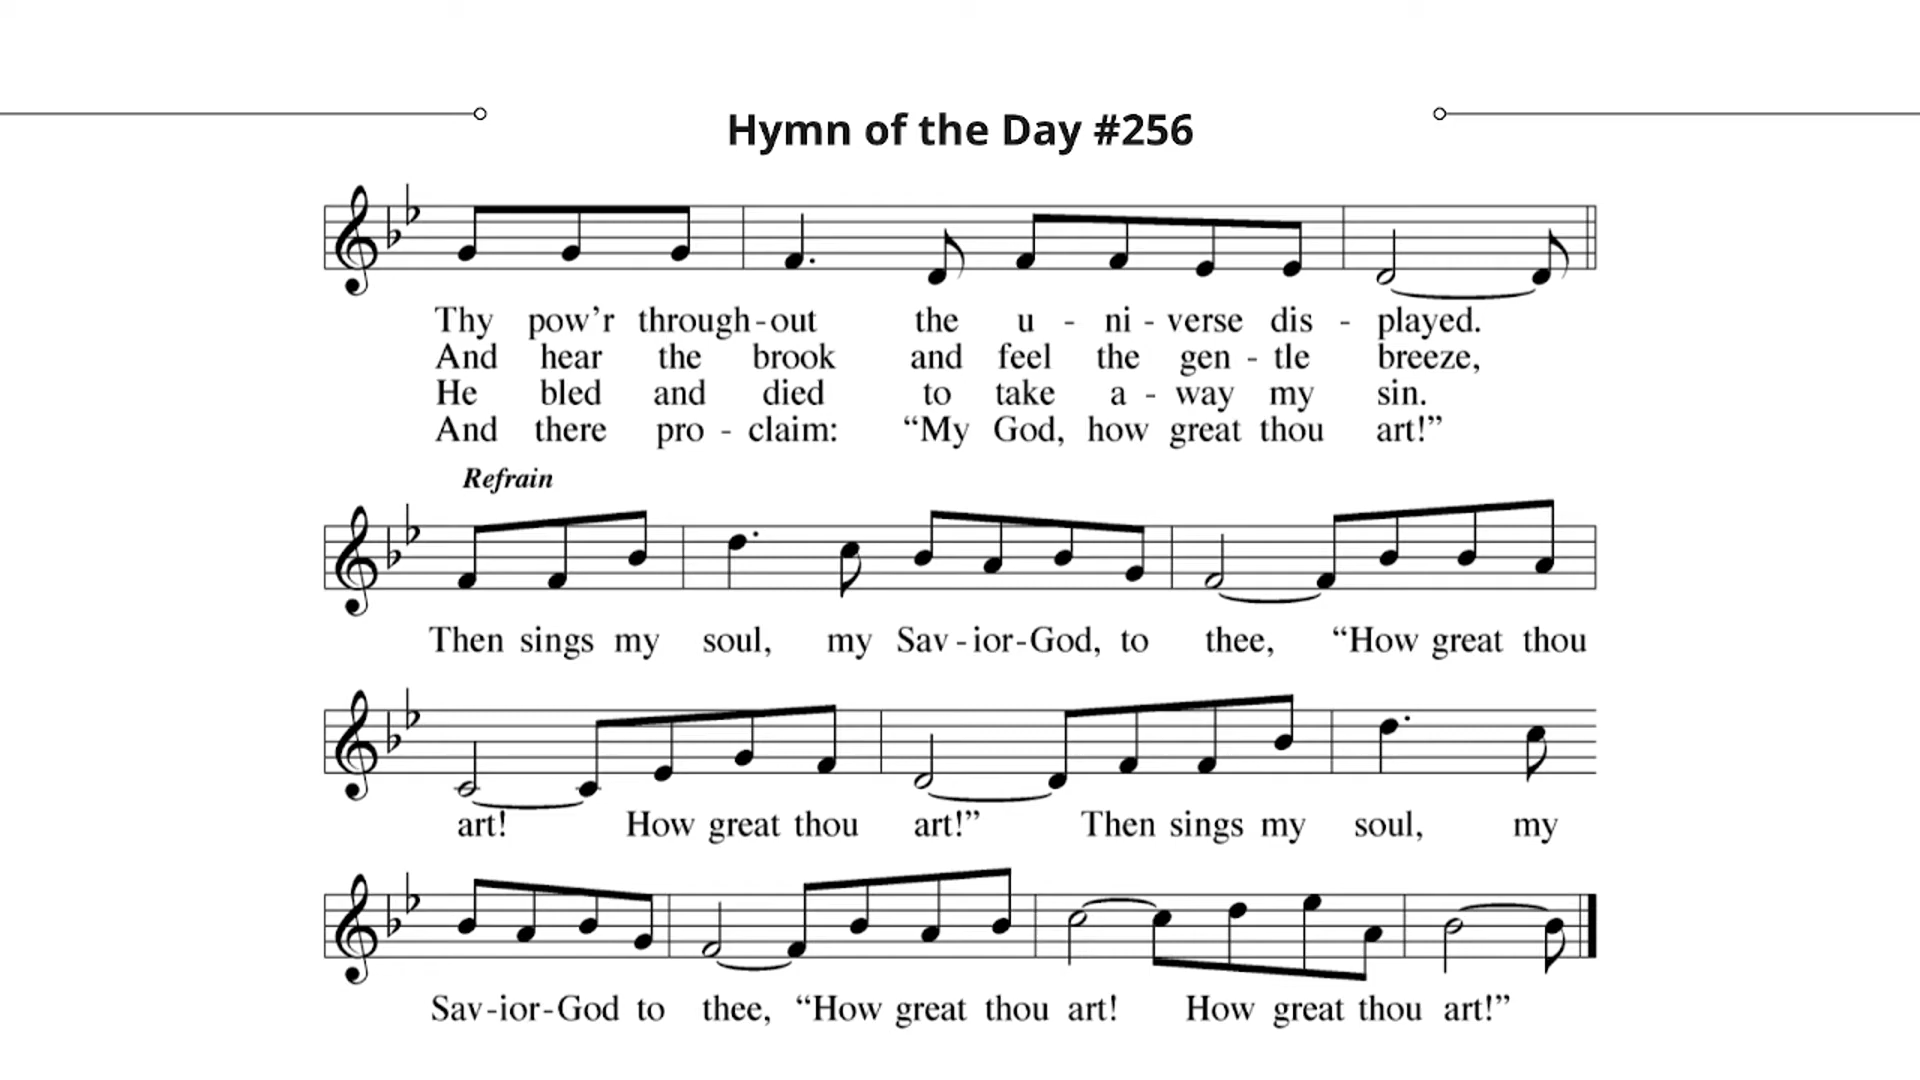 Hymn of the Day #256
Thy pow’r through-out the u - ni - verse dis - played.
And hear the brook and feel the gen - tle breeze,
He bled and died to take a - way my sin.
And there pro - claim: “My God, how great thou art!”
Refrain
Then sings my soul, my Sav-ior-God, to thee, “How great thou
art! How great thou art!” Then sings my soul, my
Sav-ior-God to thee, “How great thou art! How great thou art!”